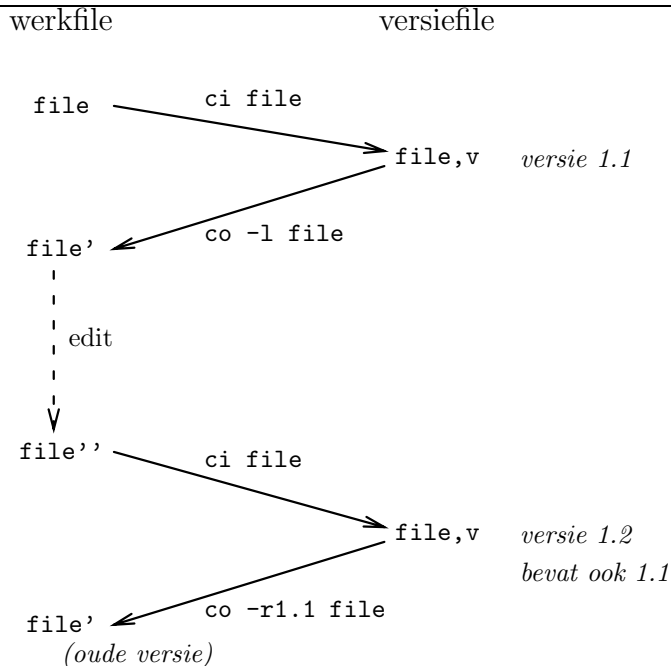 werkfile versiefile
ci file
file
file,v versie 1.1
co -l file
file’
edit
file’’
ci file
file,v versie 1.2
bevat ook 1.1
co -r1.1 file
file’
(oude versie)